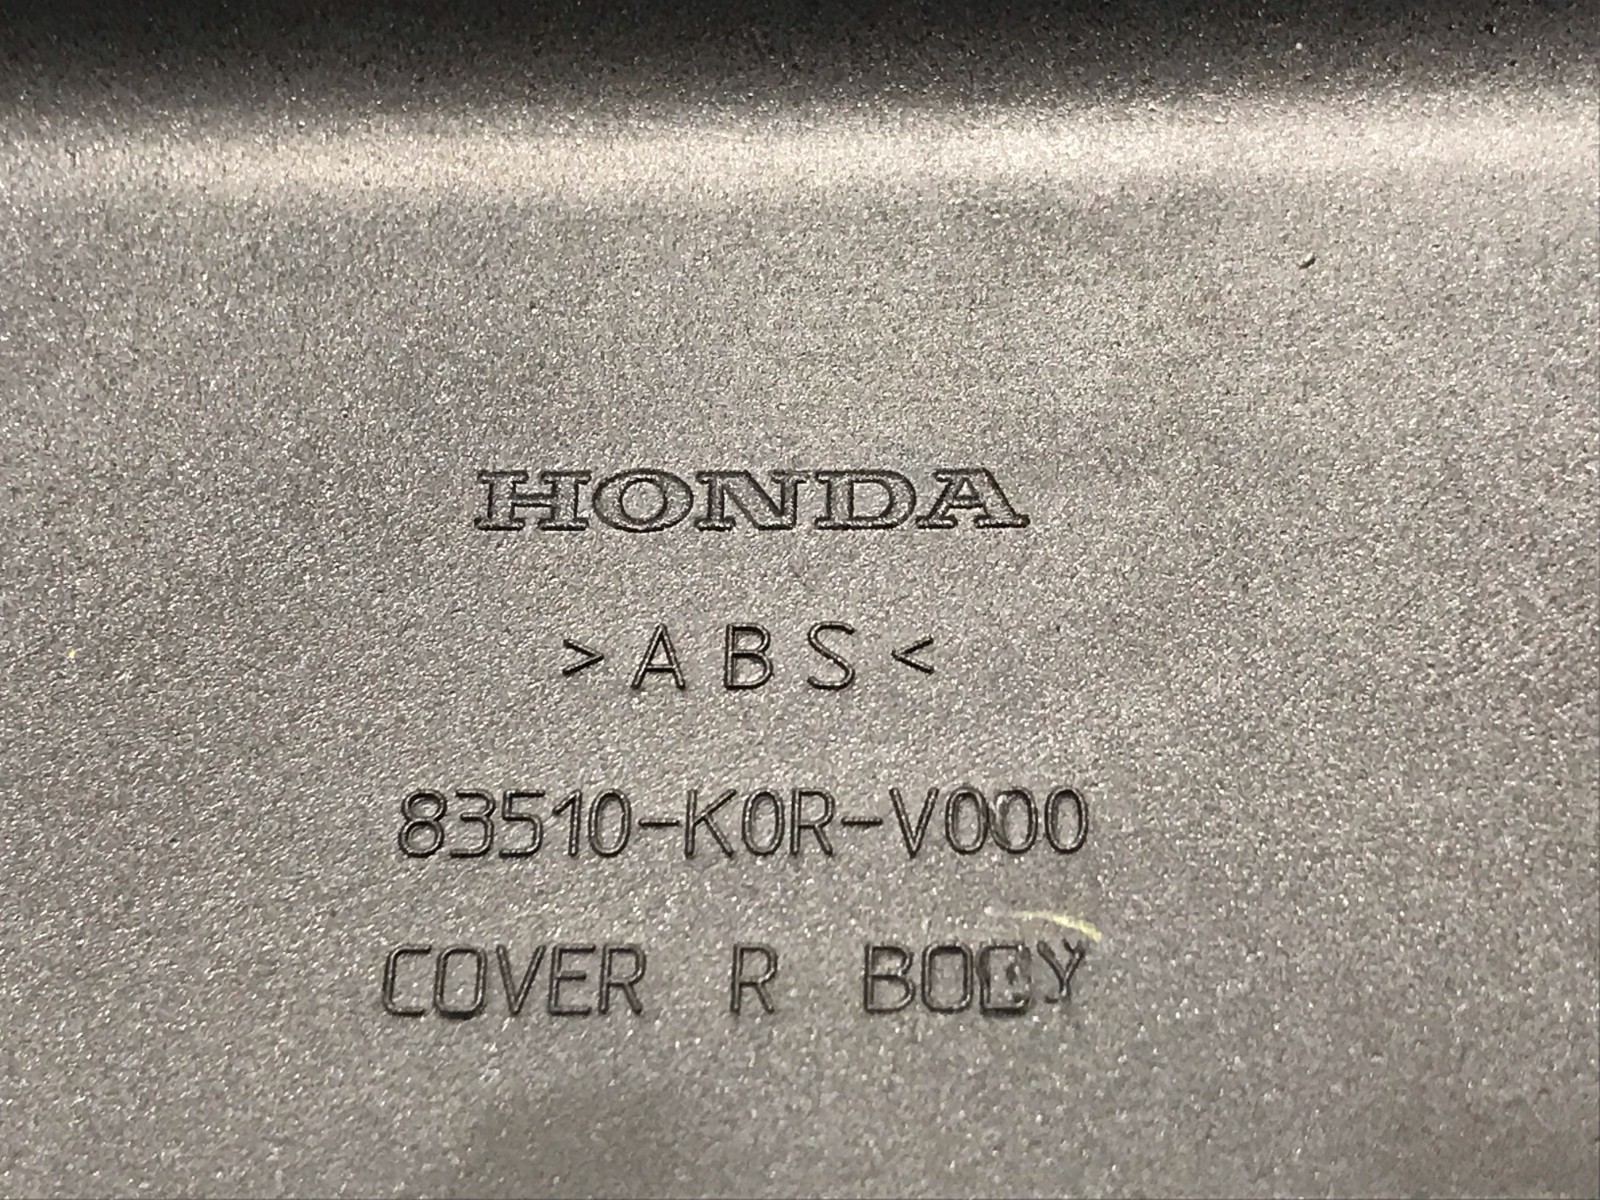 HONDA
>ABS<
83510-K0R-V000
COVER R BODY